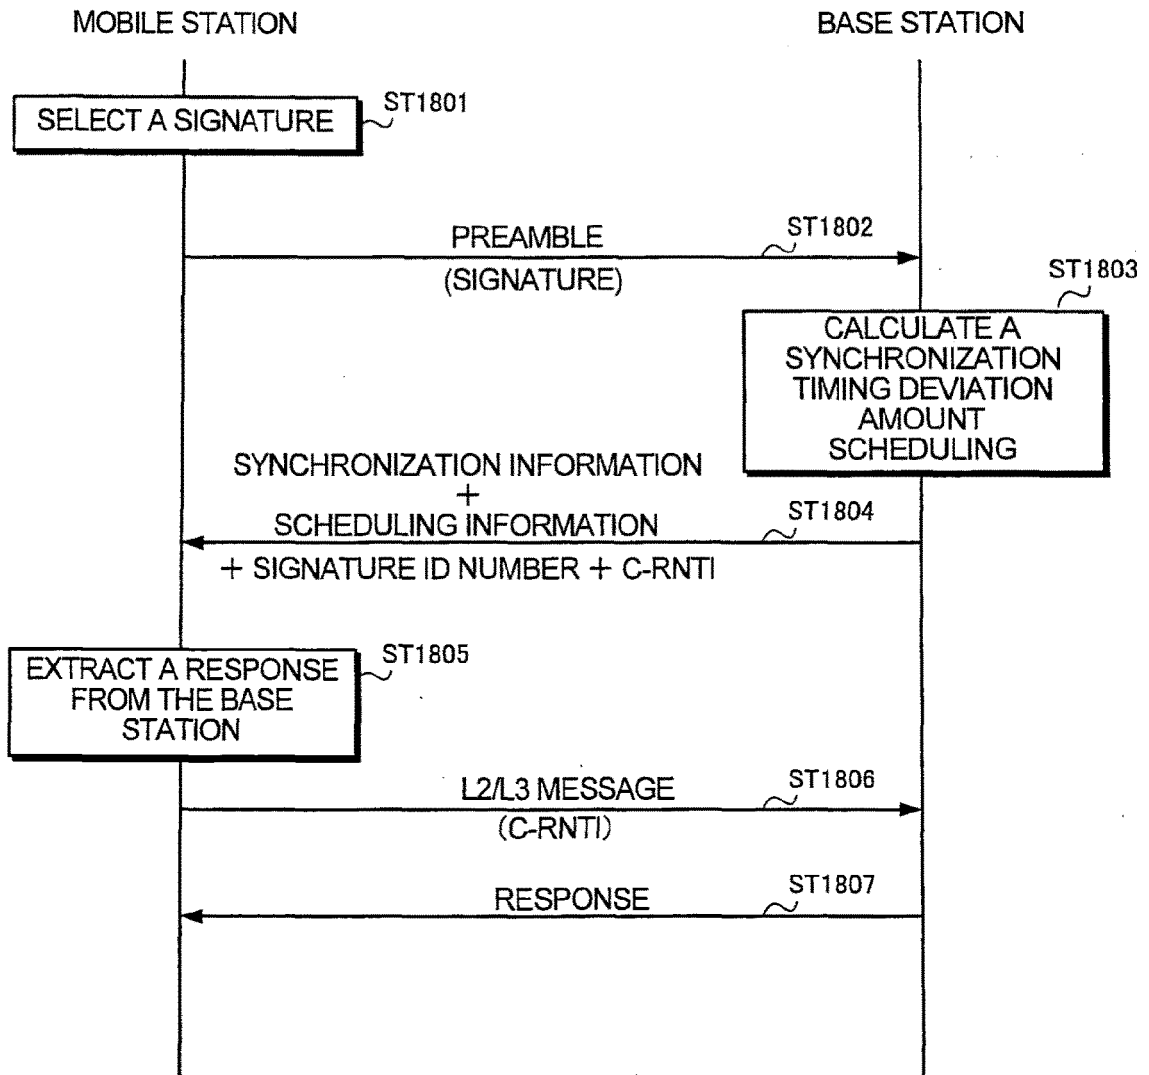 MOBILE STATION
BASE STATION
SELECT A SIGNATURE
ST1801
PREAMBLE
(SIGNATURE)
ST1802
ST1803
CALCULATE A
SYNCHRONIZATION
TIMING DEVIATION
AMOUNT
SCHEDULING
SYNCHRONIZATION INFORMATION
+
SCHEDULING INFORMATION
ST1804
+ SIGNATURE ID NUMBER + C-RNTI
EXTRACT A RESPONSE
FROM THE BASE
STATION
ST1805
L2/L3 MESSAGE
(C-RNTI)
ST1806
RESPONSE
ST1807